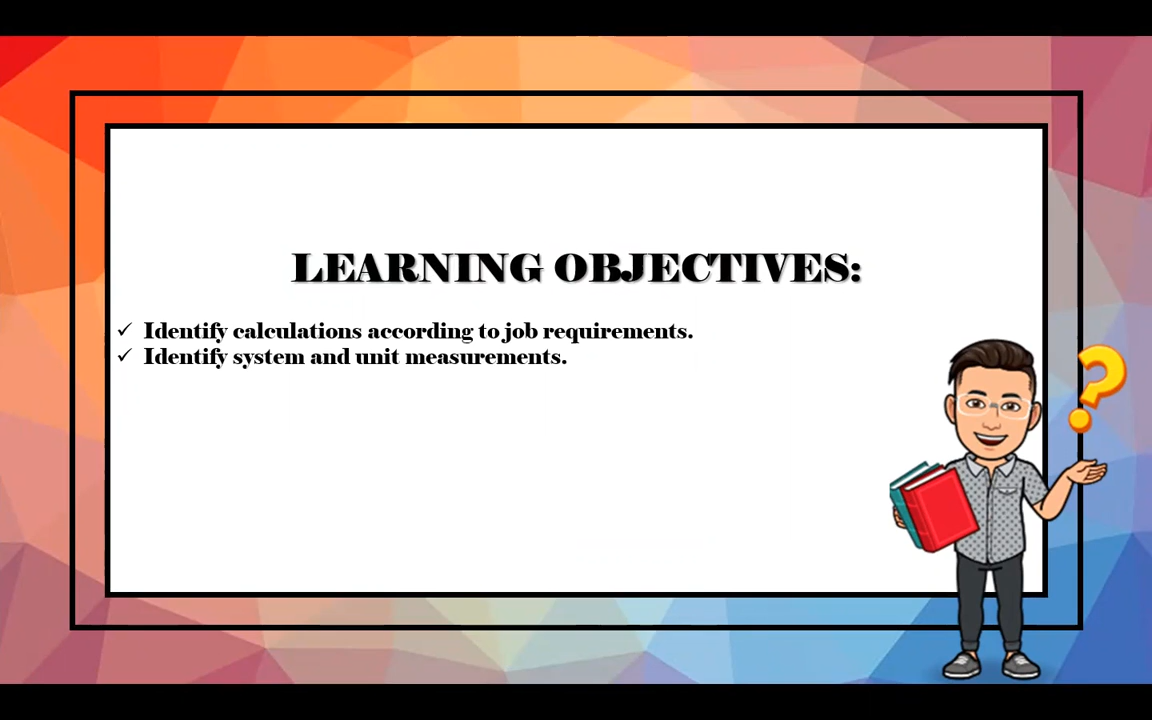 LEARNING OBJECTIVES:
✓ Identify calculations according to job requirements.
✓ Identify system and unit measurements.